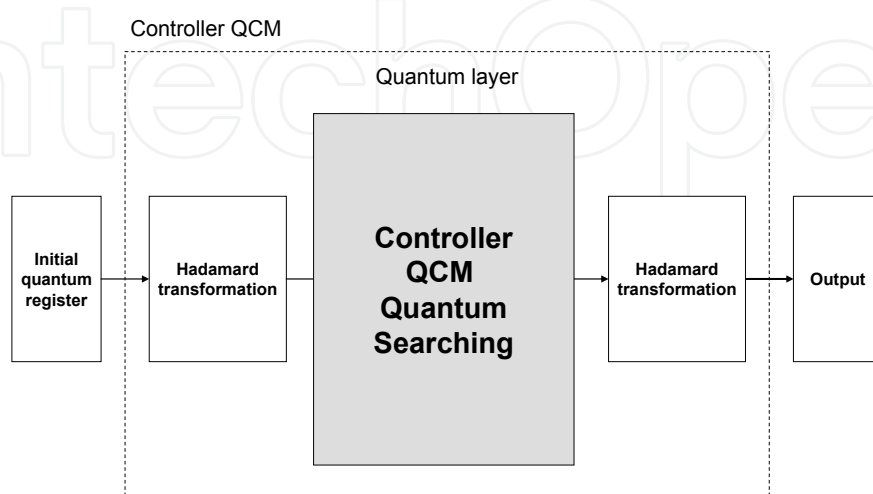 Controller QCM
Quantum layer
Initial
quantum
register
Hadamard
transformation
Controller
QCM
Quantum
Searching
Hadamard
transformation
Output